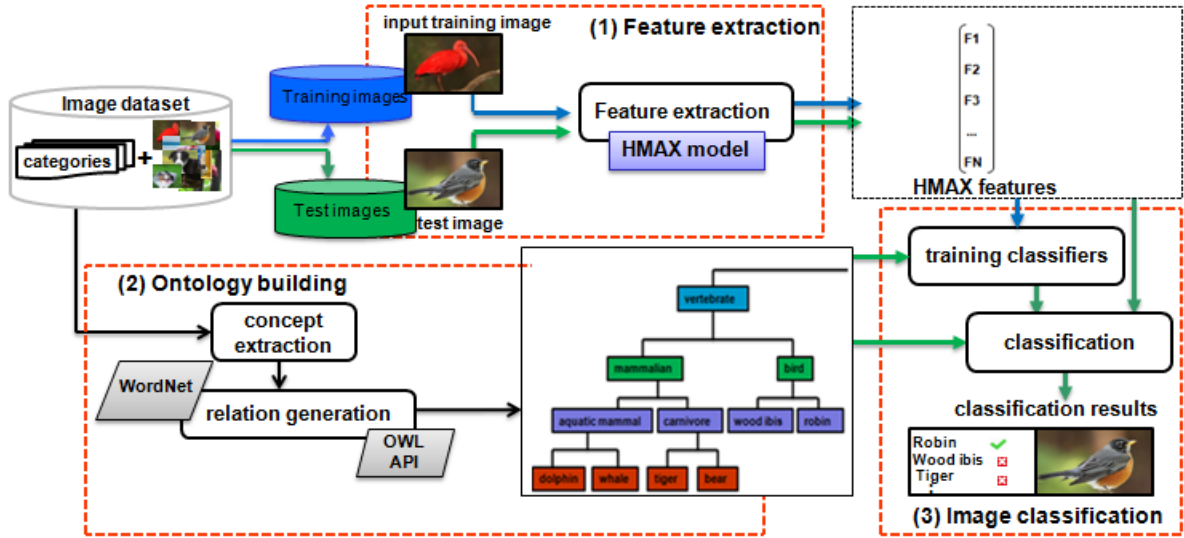 input training image
(1) Feature extraction
Image dataset
categories
+
Training images
Test images
test image
Feature extraction
HMAX model
F1
F2
F3
....
FN
HMAX features
(2) Ontology building
concept
extraction
WordNet
relation generation
OWL
API
vertebrate
mammalian
bird
aquatic mammal
carnivore
wood ibis
robin
dolphin
whale
tiger
bear
training classifiers
classification
classification results
Robin
Wood ibis
Tiger
(3) Image classification